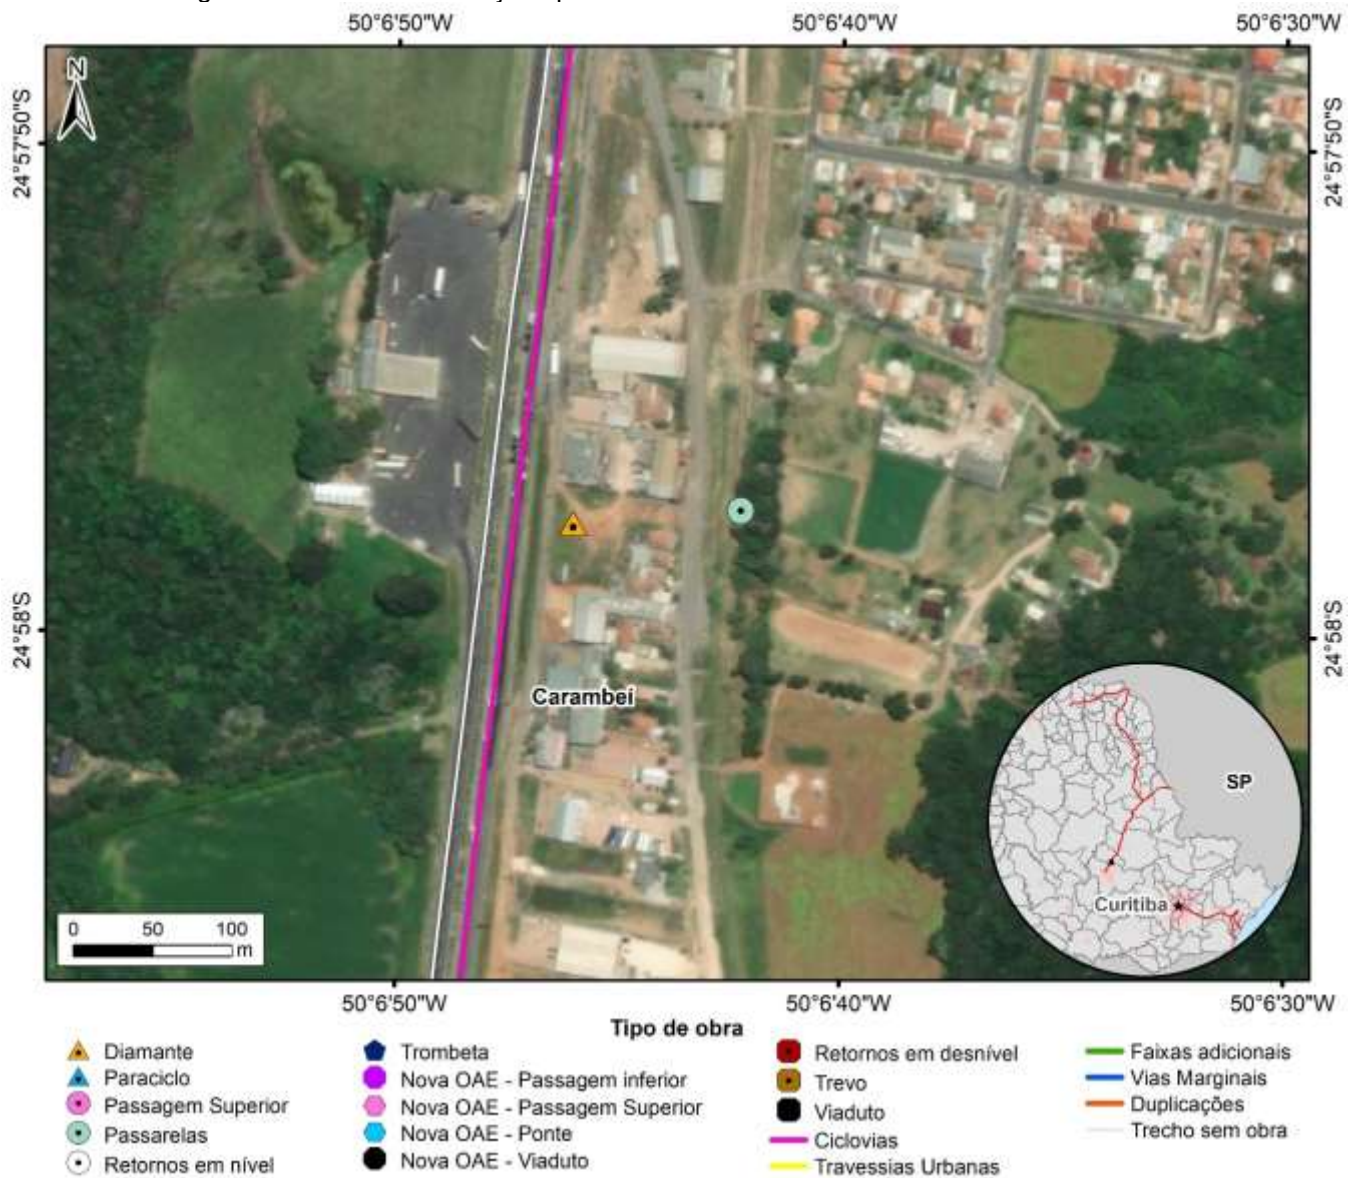 50°6'50"W 50°6'40"W 50°6'30"W
N
24°57'50"S 24°57'50"S
24°58'S 24°58'S
Carambeí
SP
Curitiba
0 50 100
m
50°6'50"W 50°6'40"W 50°6'30"W
Tipo de obra
Diamante
Paraciclo
Passagem Superior
Passarelas
Retornos em nível
Trombeta
Nova OAE - Passagem inferior
Nova OAE - Passagem Superior
Nova OAE - Ponte
Nova OAE - Viaduto
Retornos em desnível
Trevo
Viaduto
Ciclovias
Travessias Urbanas
Faixas adicionais
Vias Marginais
Duplicações
Trecho sem obra